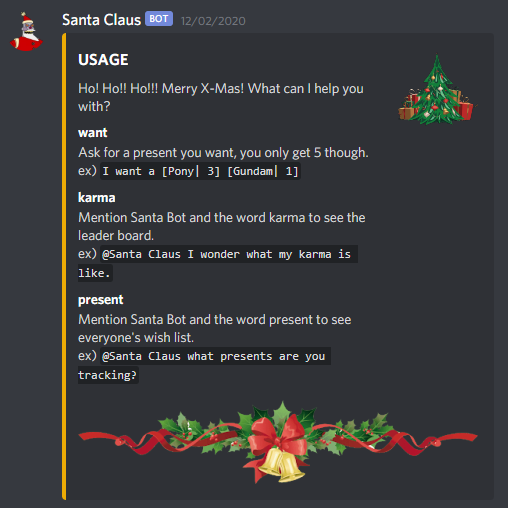 Santa Claus BOT 12/02/2020
USAGE
Ho! Ho!! Ho!!! Merry X-Mas! What can I help you
with?
want
Ask for a present you want, you only get 5 though.
ex) I want a [Pony| 3] [Gundam| 1]
karma
Mention Santa Bot and the word karma to see the
leader board.
ex) @Santa Claus I wonder what my karma is
like.
present
Mention Santa Bot and the word present to see
everyone's wish list.
ex) @Santa Claus what presents are you
tracking?